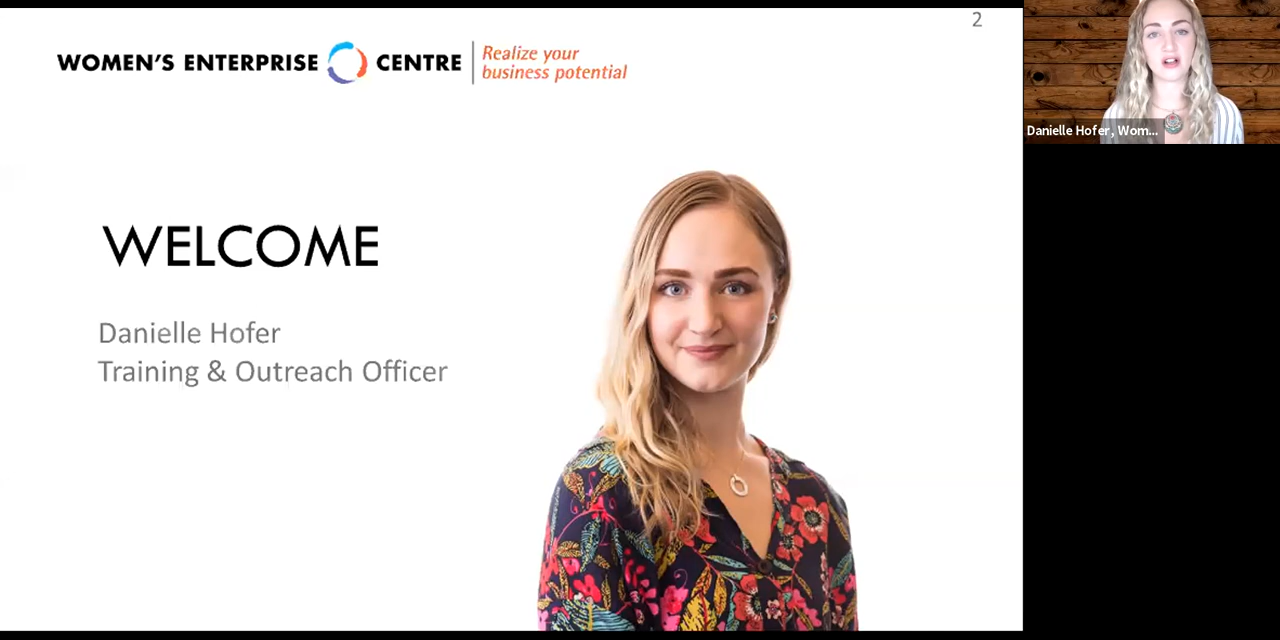 2
WOMEN'S ENTERPRISE CENTRE
Realize your
business potential
Danielle Hofer, Wom...
WELCOME
Danielle Hofer
Training & Outreach Officer